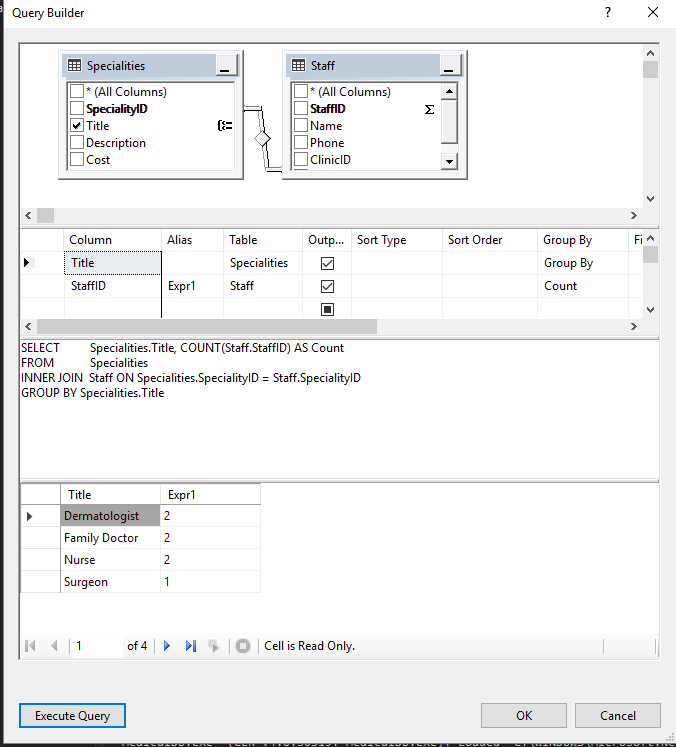 Query Builder
?
Specialities
* (All Columns)
SpecialityID
Title
Description
Cost
Staff
* (All Columns)
StaffID
Name
Phone
ClinicID
Column Alias Table Outp... Sort Type Sort Order Group By Fi
Title Specialities Group By
StaffID Expr1 Staff Count
SELECT Specialities.Title, COUNT(Staff.StaffID) AS Count
FROM Specialities
INNER JOIN Staff ON Specialities.SpecialityID = Staff.SpecialityID
GROUP BY Specialities.Title
Title Expr1
Dermatologist 2
Family Doctor 2
Nurse 2
Surgeon 1
1 of 4 Cell is Read Only.
Execute Query OK Cancel